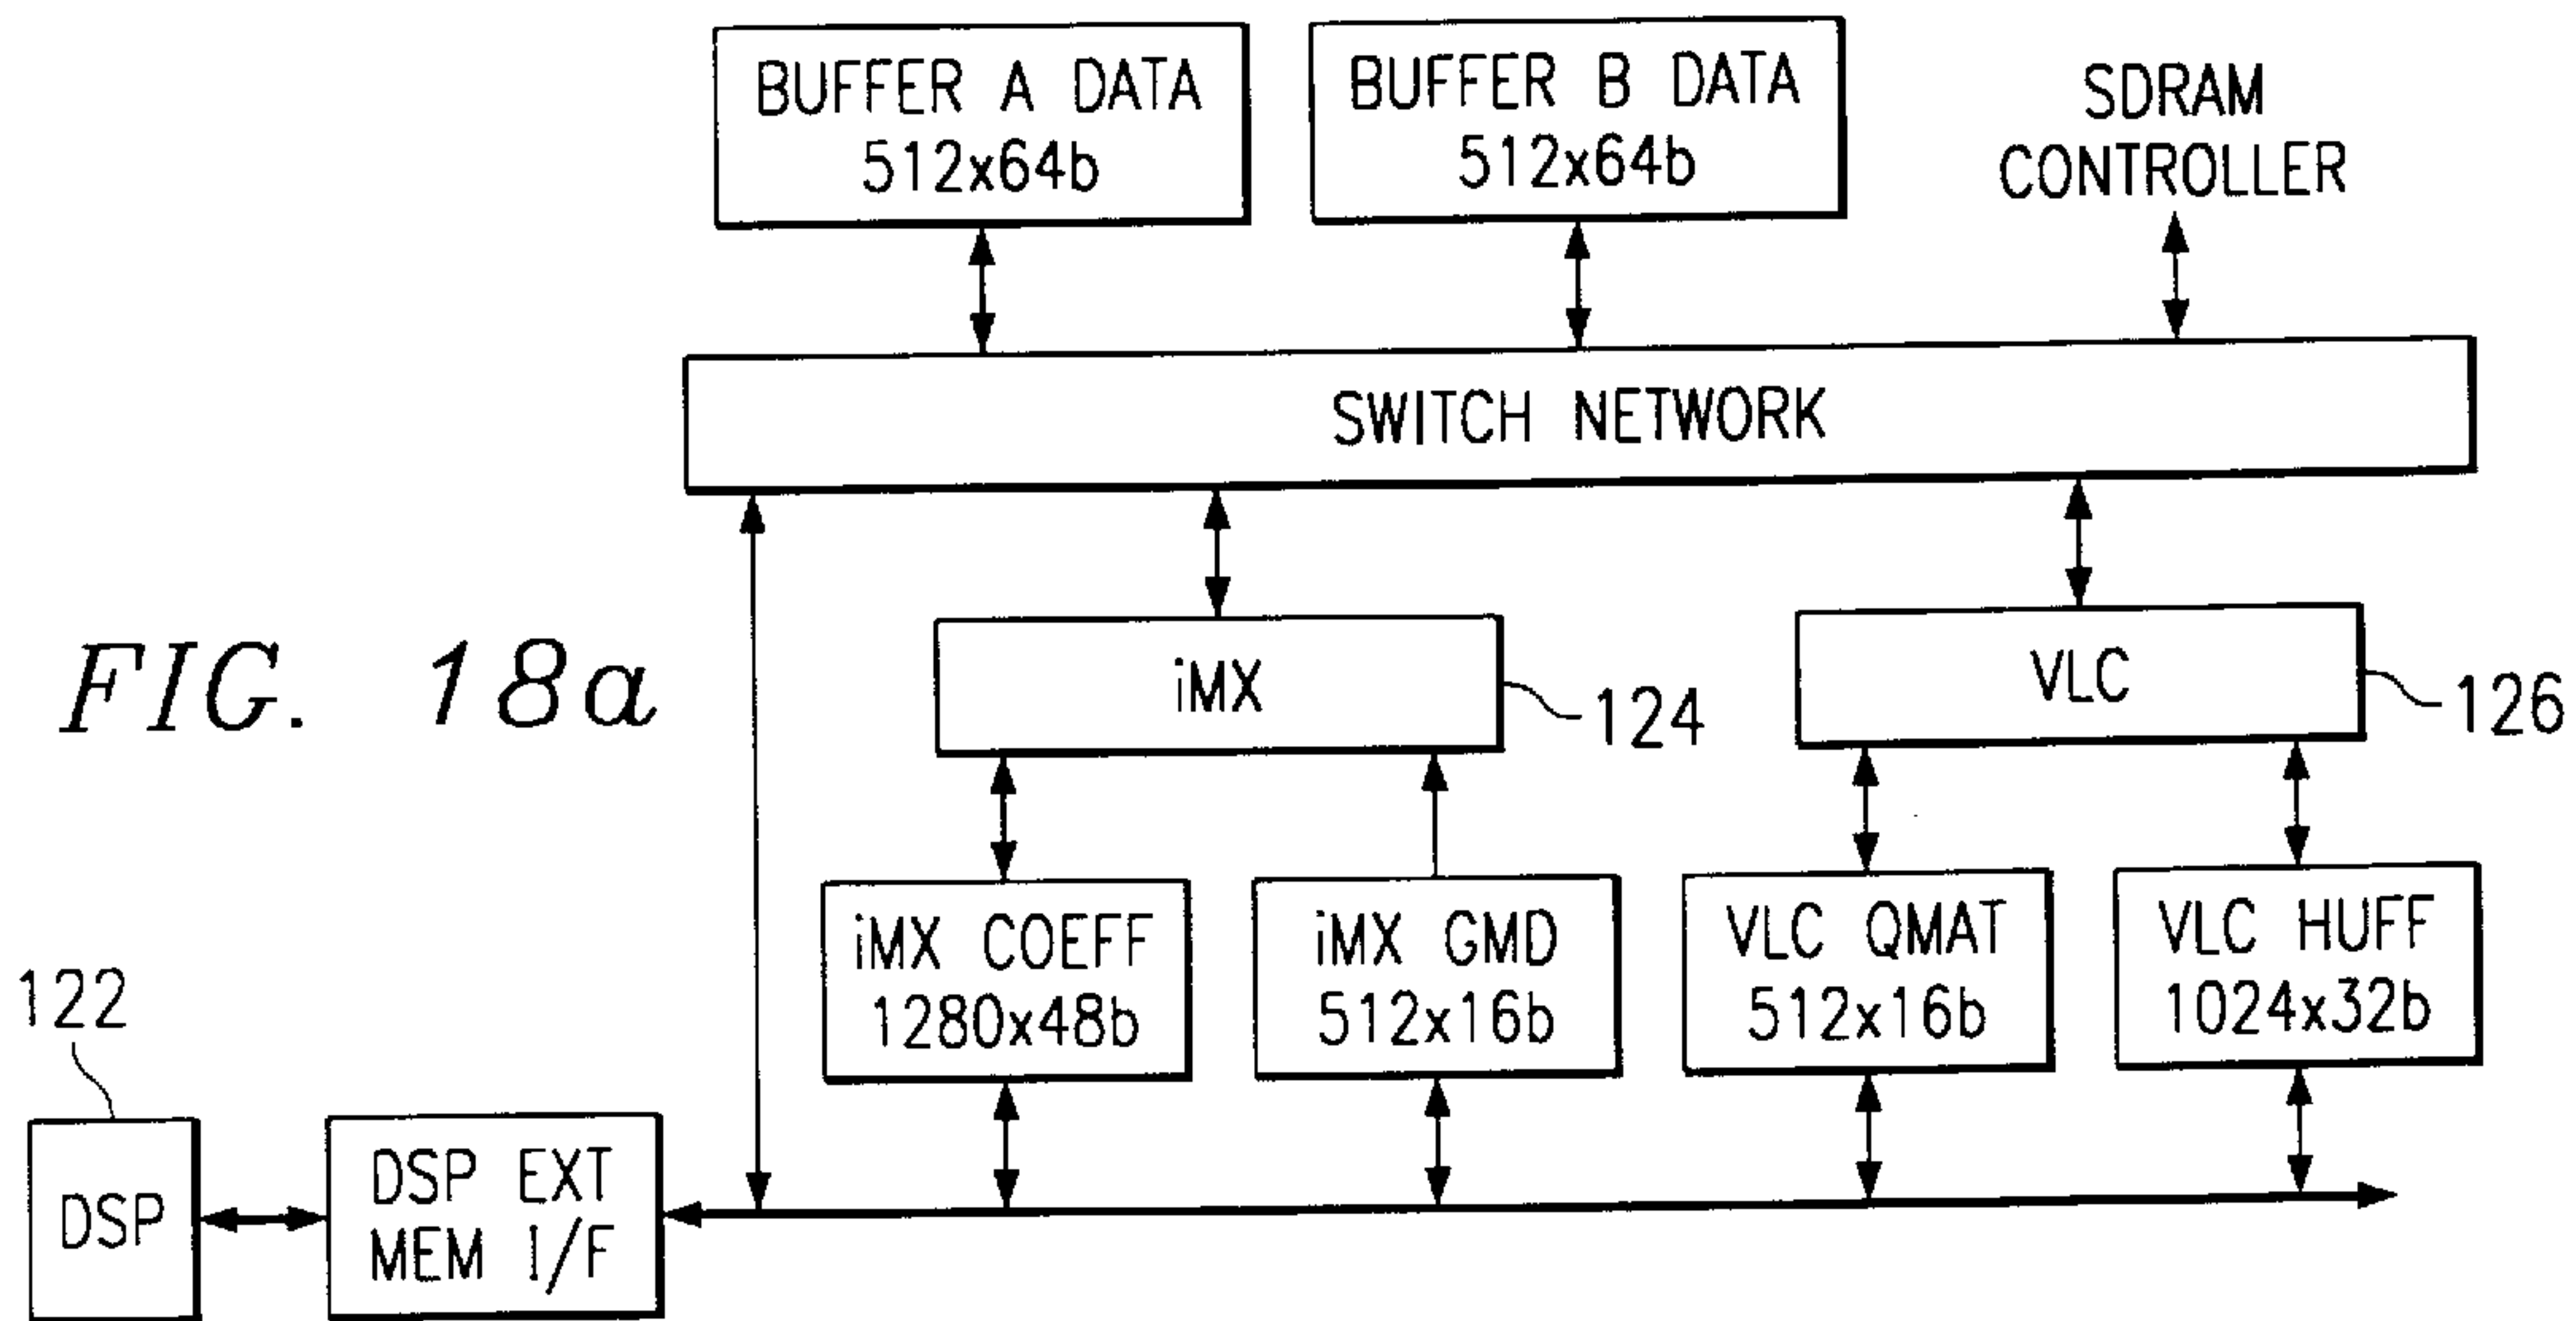 BUFFER A DATA
512x64b
BUFFER B DATA
512x64b
SDRAM
CONTROLLER
SWITCH NETWORK
FIG. 18a
iMX
124
VLC
126
iMX COEFF
1280x48b
iMX GMD
512x16b
VLC QMAT
512x16b
VLC HUFF
1024x32b
122
DSP
DSP EXT
MEM I/F